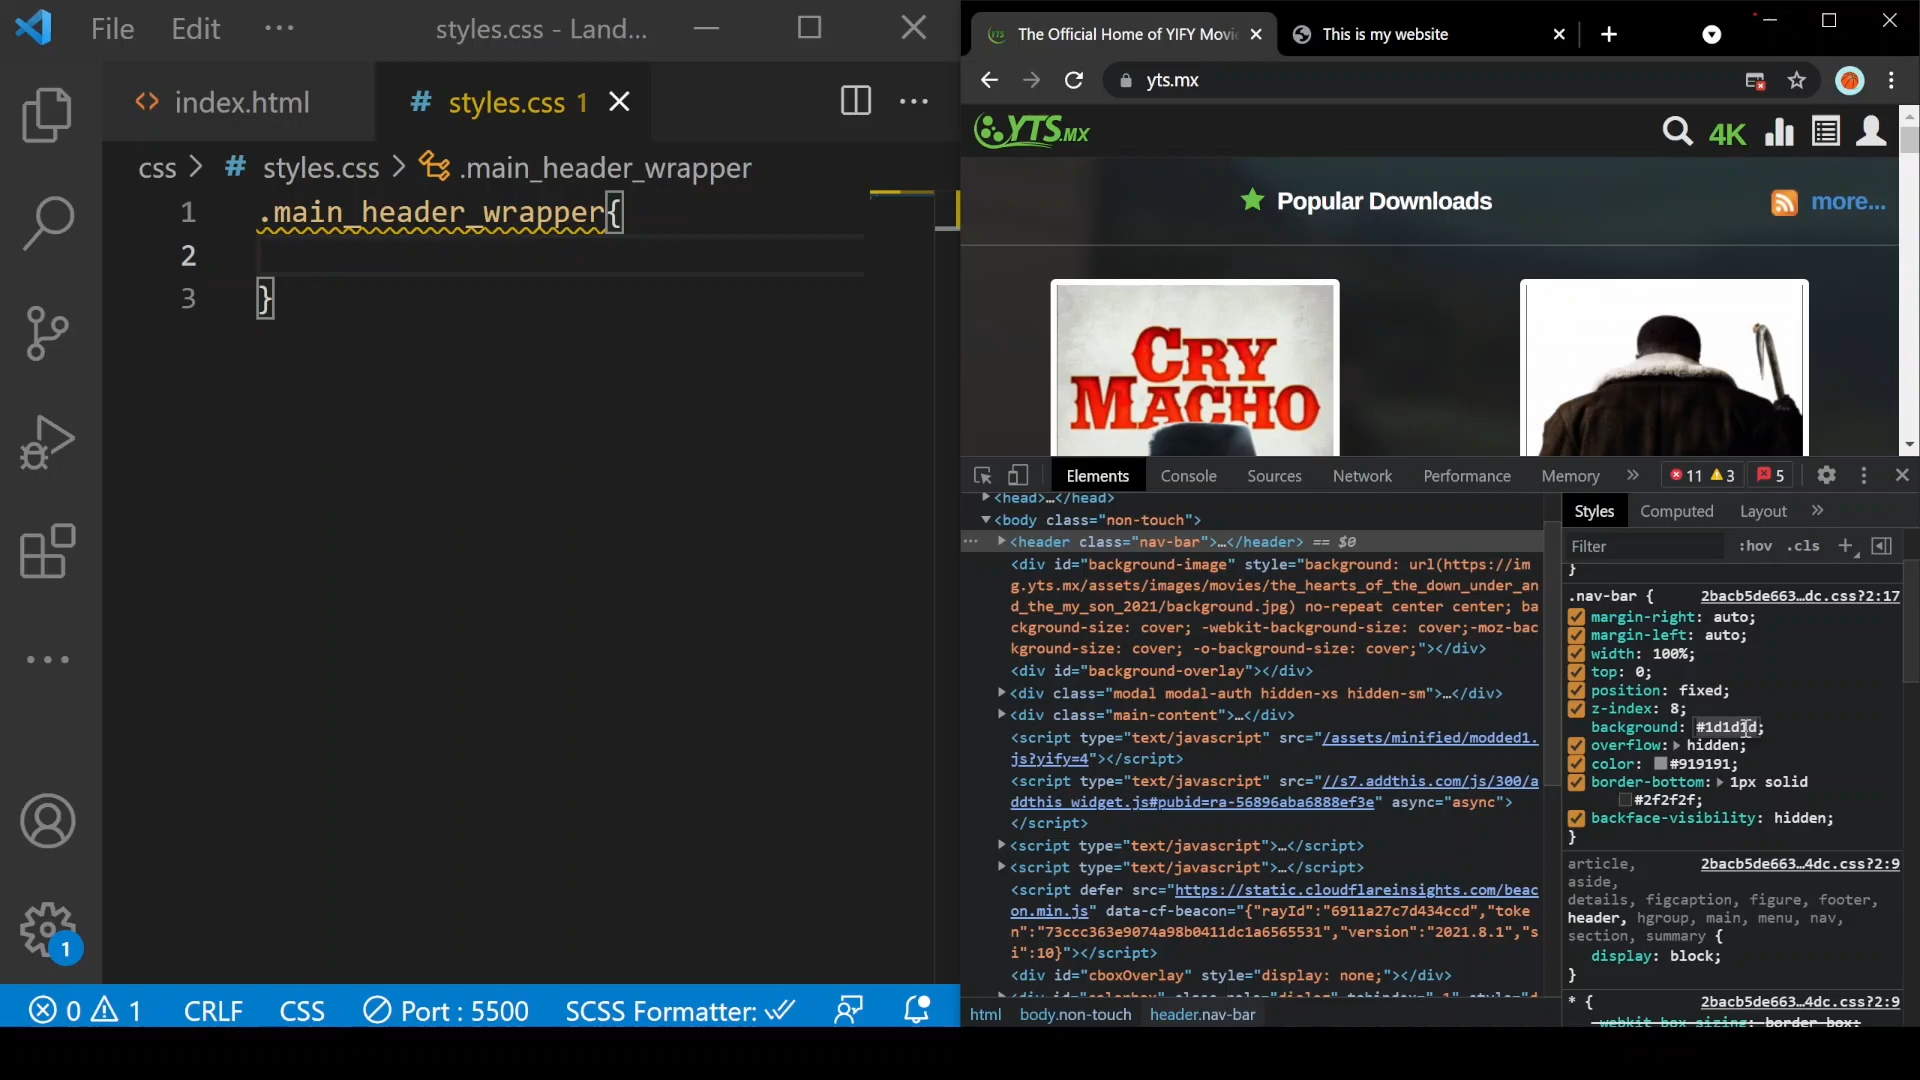 File Edit ... styles.css - Land...
index.html
# styles.css 1
css > # styles.css > .main_header_wrapper
1 .main_header_wrapper{
2
3 }
1
0 1 CRLF CSS Port : 5500 SCSS Formatter:
The Official Home of YIFY Movi
This is my website
yts.mx
YTS.MX
4K
Popular Downloads
more...
CRY
MACHO
Elements Console Sources Network Performance Memory » 11 3 5
<head>…</head>
<body class="non-touch">
<header class="nav-bar">…</header> == $0
<div id="background-image" style="background: url(https://im
g.yts.mx/assets/images/movies/the_hearts_of_the_down_under_an
d_the_my_son_2021/background.jpg) no-repeat center center; ba
ckground-size: cover; -webkit-background-size: cover;-moz-bac
kground-size: cover; -o-background-size: cover;"></div>
<div id="background-overlay"></div>
<div class="modal modal-auth hidden-xs hidden-sm">…</div>
<div class="main-content">…</div>
<script type="text/javascript" src="/assets/minified/modded1.
js?yify=4"></script>
<script type="text/javascript" src="//s7.addthis.com/js/300/a
ddthis_widget.js#pubid=ra-56896aba6888ef3e" async="async">
</script>
<script type="text/javascript">…</script>
<script type="text/javascript">…</script>
<script defer src="https://static.cloudflareinsights.com/beac
on.min.js" data-cf-beacon="{"rayId":"6911a27c7d434ccd","toke
n":"73ccc363e9074a98b0411dc1a6565531","version":"2021.8.1","s
i":10}"></script>
<div id="cboxOverlay" style="display: none;"></div>
html body.non-touch header.nav-bar
Styles Computed Layout »
Filter :hov .cls +
}
.nav-bar { 2bacb5de663…dc.css?2:17
margin-right: auto;
margin-left: auto;
width: 100%;
top: 0;
position: fixed;
z-index: 8;
background: #1d1d1d;
overflow: hidden;
color: #919191;
border-bottom: 1px solid
#2f2f2f;
backface-visibility: hidden;
}
article, 2bacb5de663…4dc.css?2:9
aside,
details, figcaption, figure, footer,
header, hgroup, main, menu, nav,
section, summary {
display: block;
}
* { 2bacb5de663…4dc.css?2:9
-webkit-box-sizing: border-box;